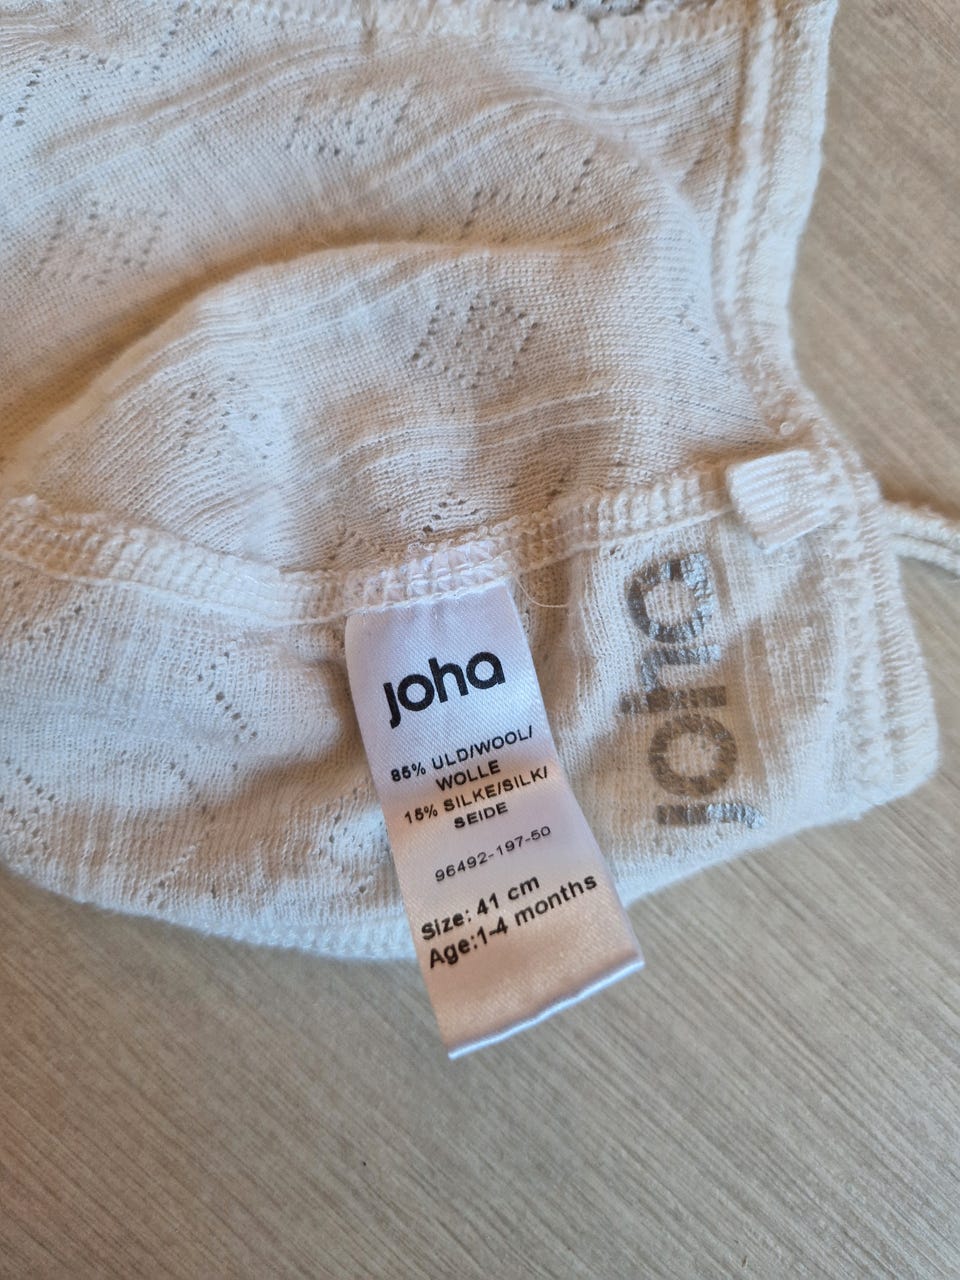 joha
85% ULD/WOOL/
WOLLE
15% SILKE/SILK/
SEIDE
96492-197-50
Size: 41 cm
Age:1-4 months
joha